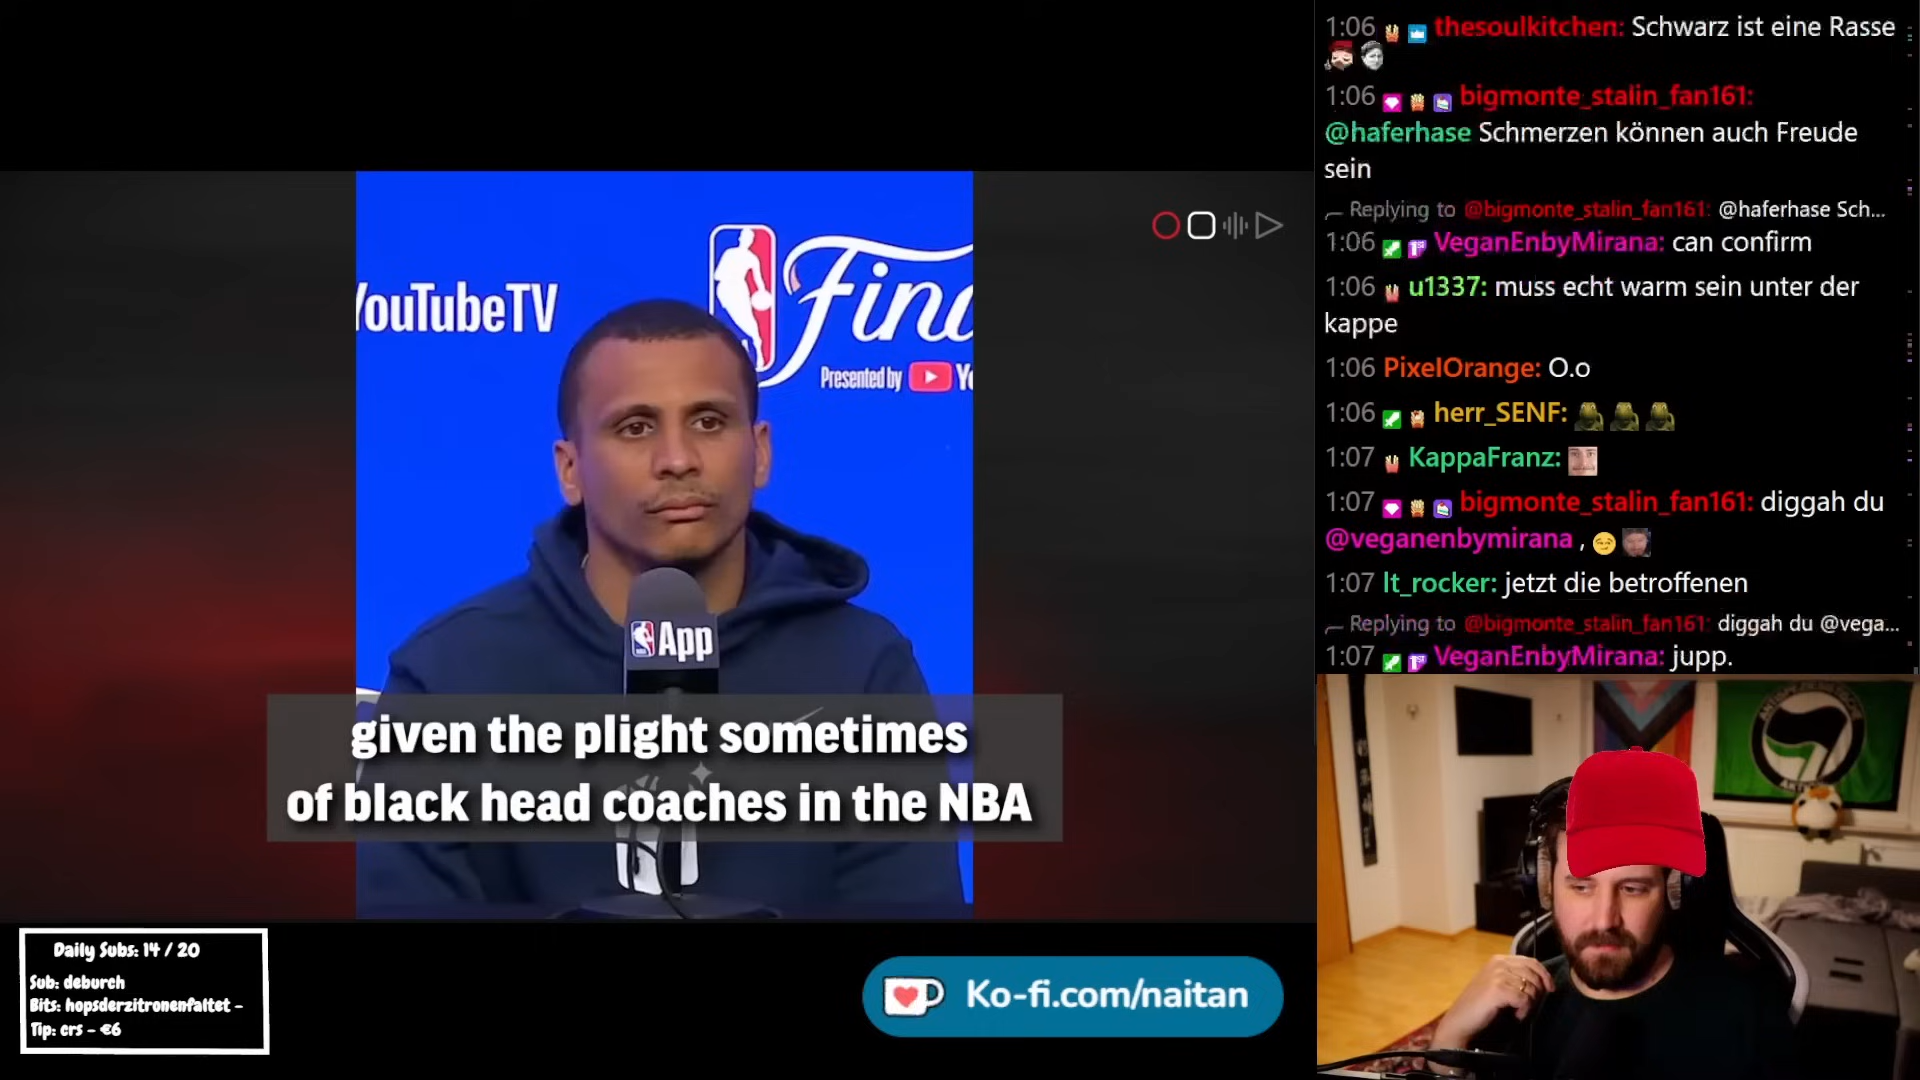 YouTubeTV
Finals
Presented by
App
given the plight sometimes
of black head coaches in the NBA
Daily Subs: 14 / 20
Sub: deburch
Bits: hopsderzitronenfaltet -
Tip: crs - €6
Ko-fi.com/naitan
1:06 thesoulkitchen: Schwarz ist eine Rasse
1:06 bigmonte_stalin_fan161:
@haferhase Schmerzen können auch Freude
sein
Replying to @bigmonte_stalin_fan161: @haferhase Sch...
1:06 VeganEnbyMirana: can confirm
1:06 u1337: muss echt warm sein unter der
kappe
1:06 PixelOrange: O.o
1:06 herr_SENF:
1:07 KappaFranz:
1:07 bigmonte_stalin_fan161: diggah du
@veganenbymirana ,
1:07 lt_rocker: jetzt die betroffenen
Replying to @bigmonte_stalin_fan161: diggah du @vega...
1:07 VeganEnbyMirana: jupp.